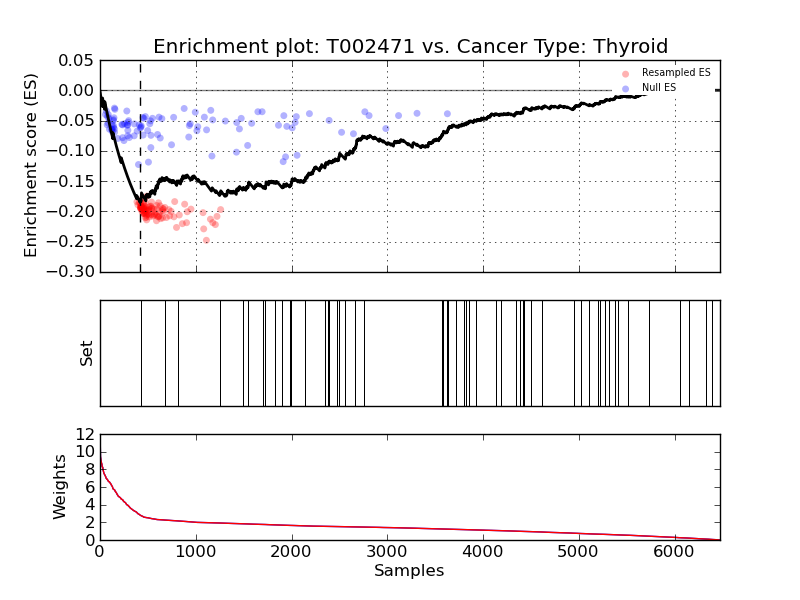 Enrichment plot: T002471 vs. Cancer Type: Thyroid
Enrichment score (ES)
0.05
0.00
−0.05
−0.10
−0.15
−0.20
−0.25
−0.30
Resampled ES
Null ES
Set
Weights
12
10
8
6
4
2
0
0 1000 2000 3000 4000 5000 6000
Samples